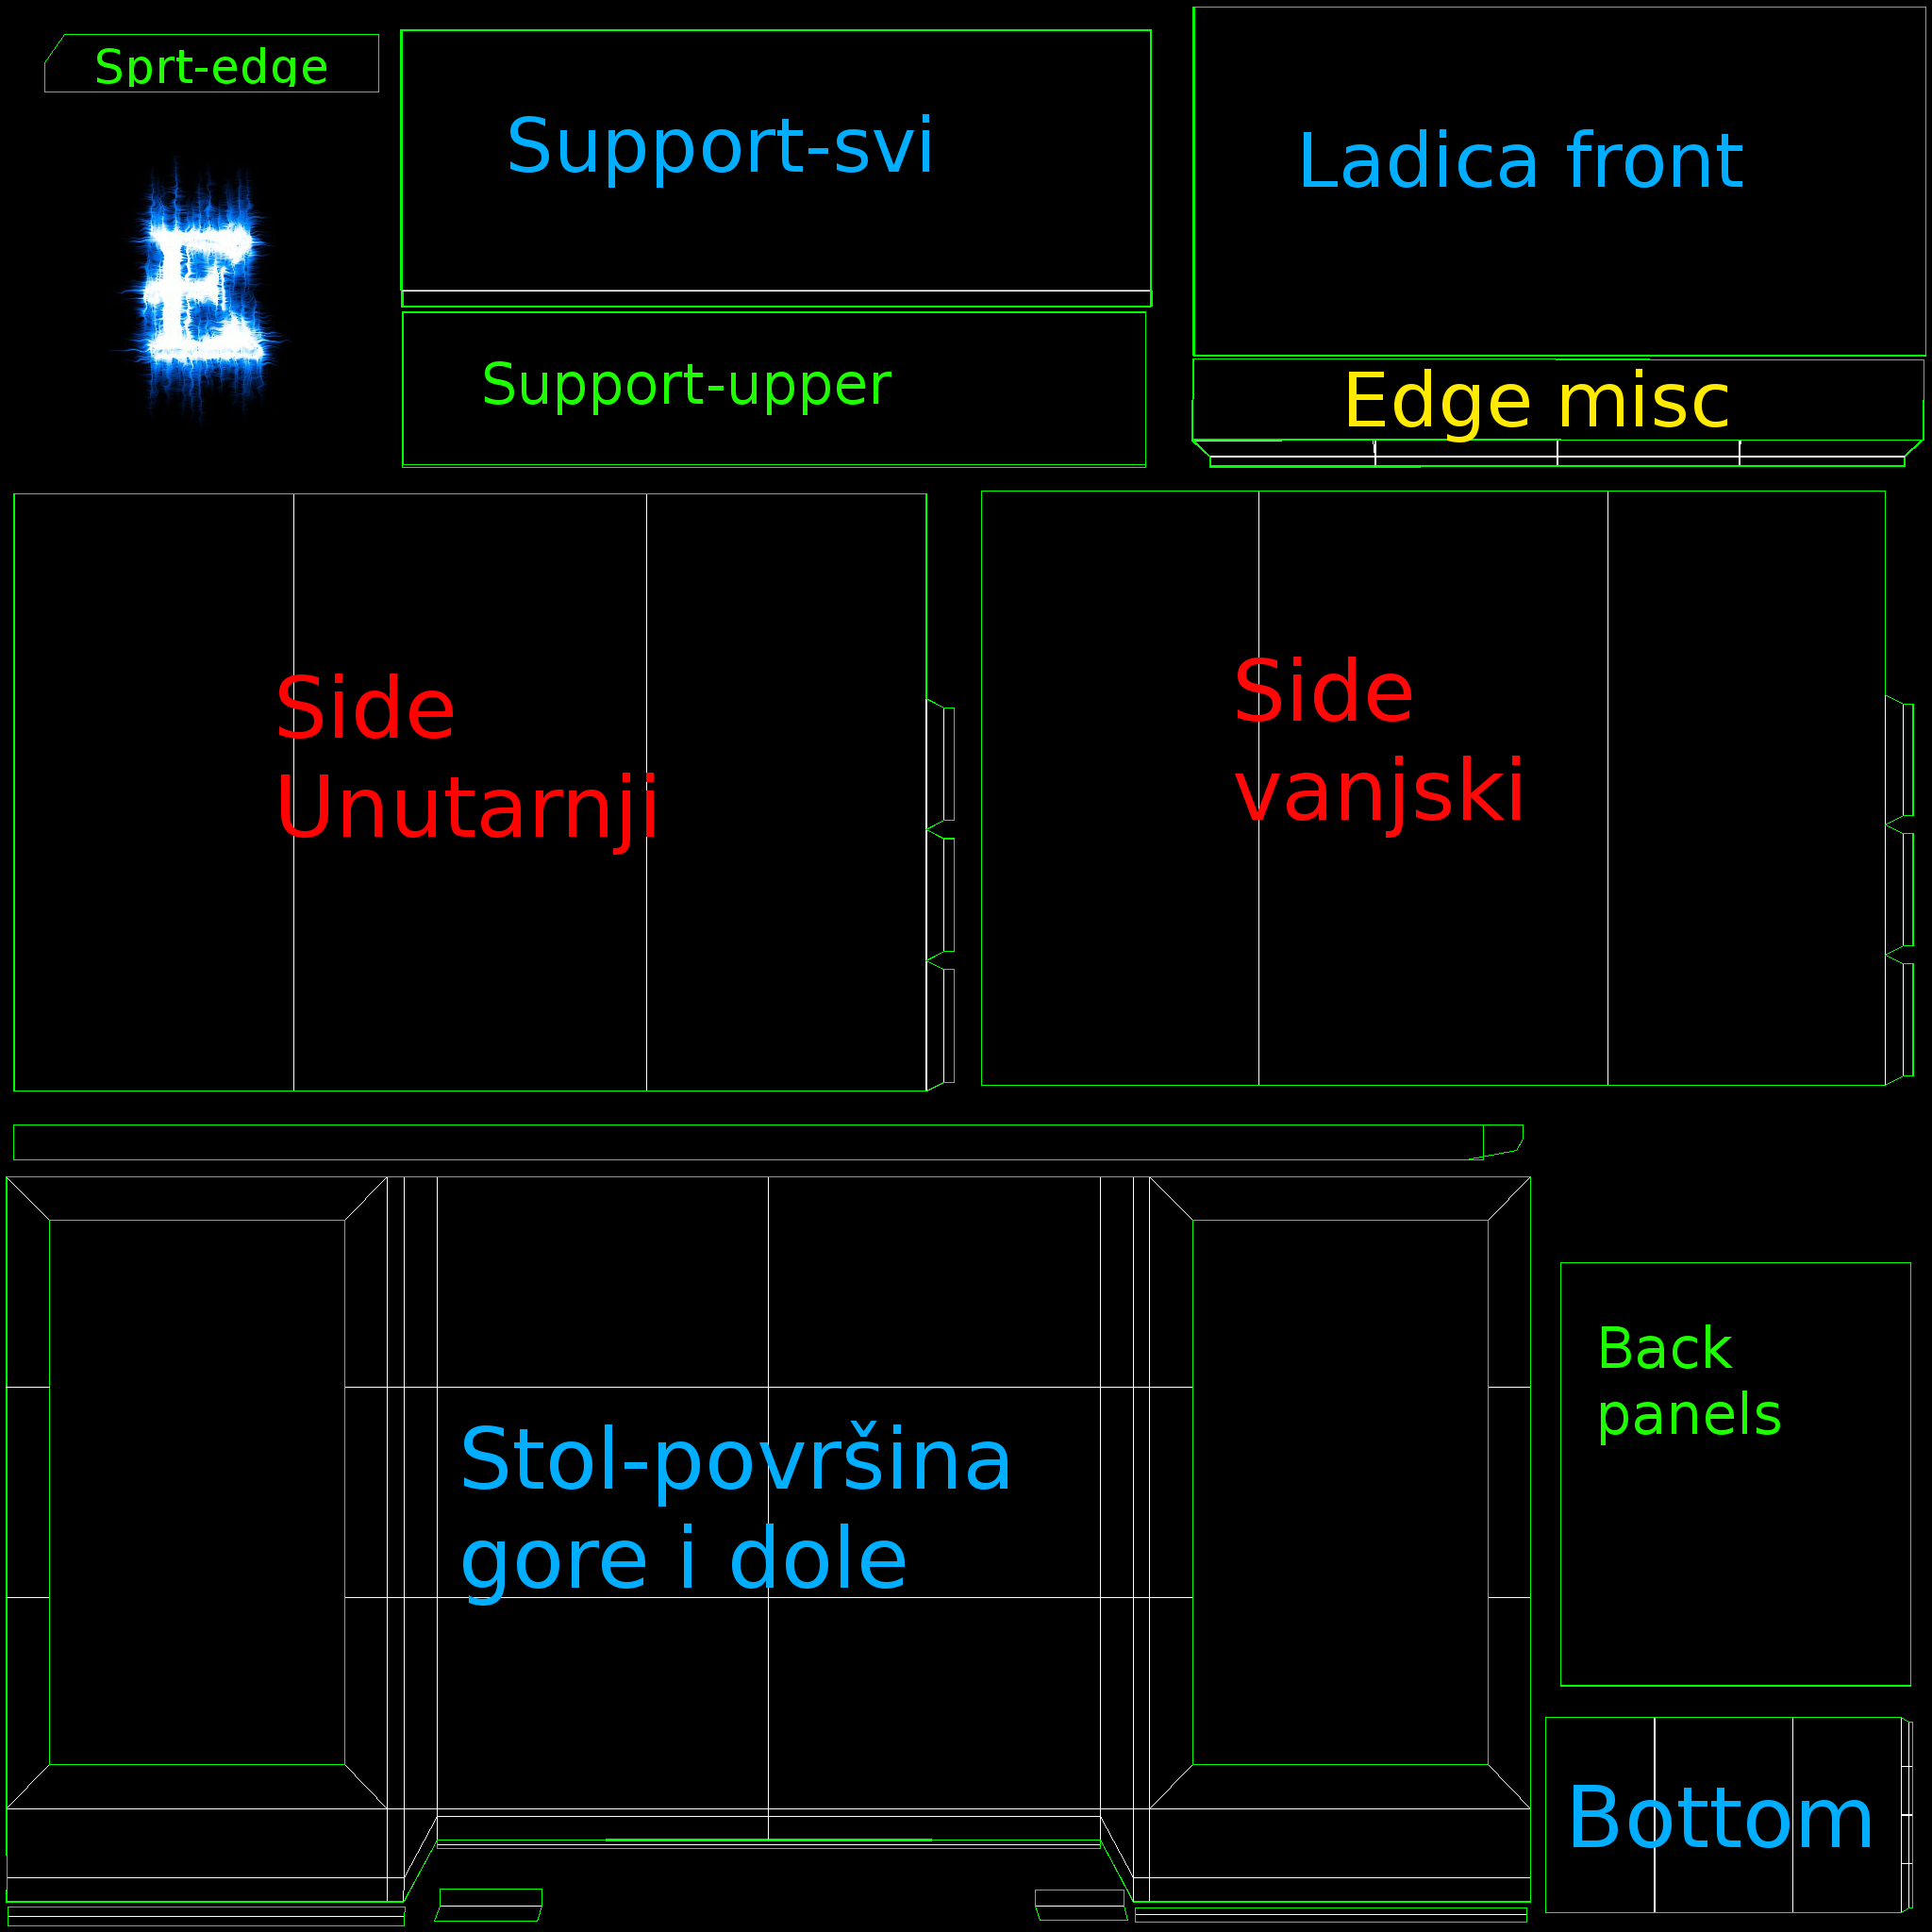 Sprt-edge
Support-svi
Ladica front
E
Support-upper
Edge misc
Side
Unutarnji
Side
vanjski
Stol-površina
gore i dole
Back
panels
Bottom